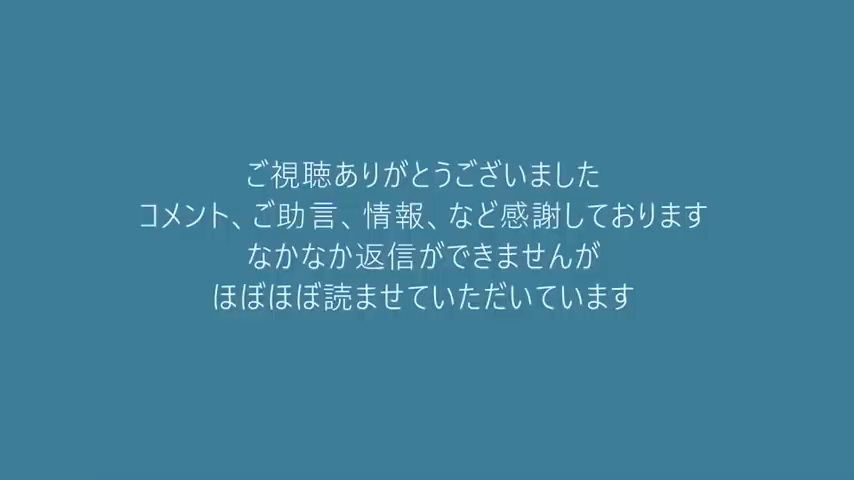 ご視聴ありがとうございました
コメント、ご助言、情報、など感謝しております
なかなか返信ができませんが
ほぼほぼ読ませていただいています